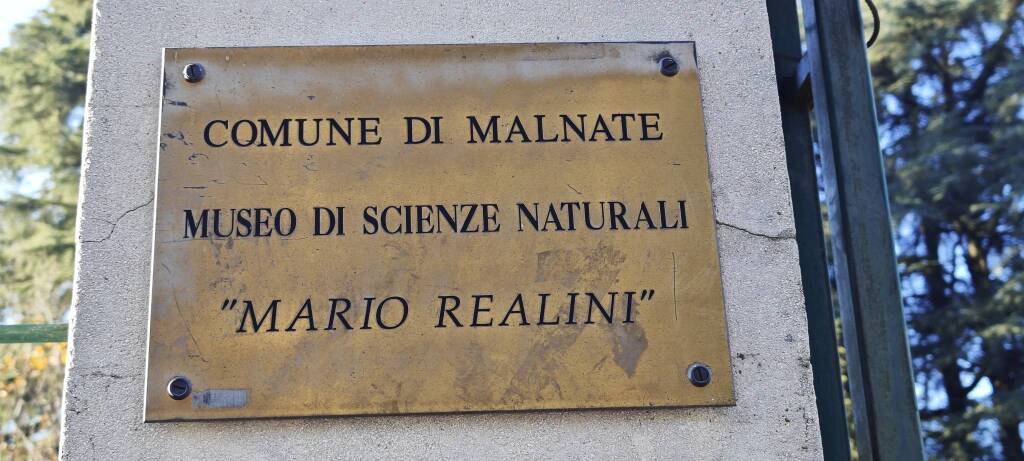 COMUNE DI MALNATE
MUSEO DI SCIENZE NATURALI
"MARIO REALINI"